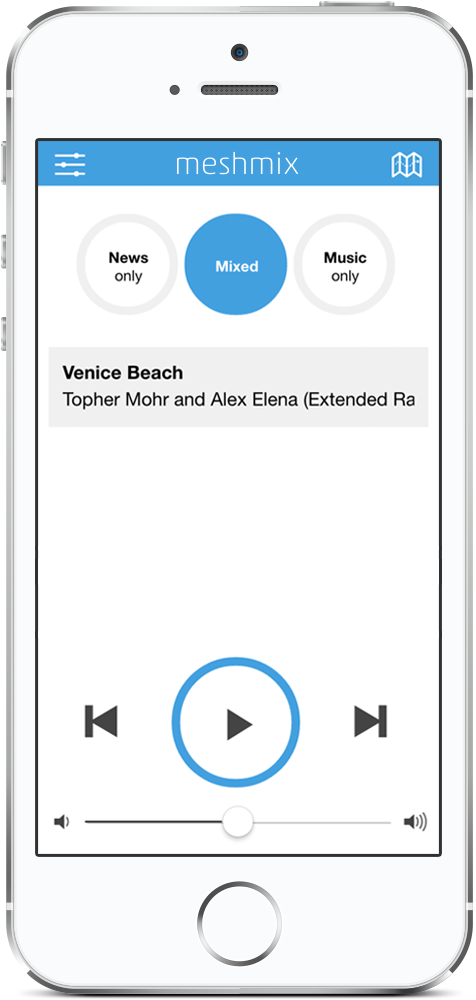 meshmix
News
only
Mixed
Music
only
Venice Beach
Topher Mohr and Alex Elena (Extended Ra